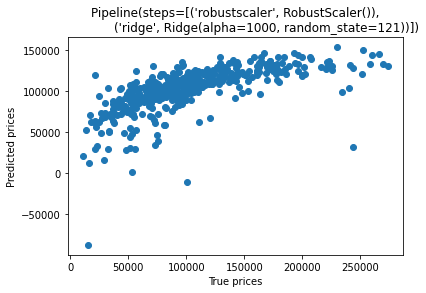 Pipeline(steps=[('robustscaler', RobustScaler()),
('ridge', Ridge(alpha=1000, random_state=121))])
150000
100000
50000
0
−50000
Predicted prices
0
50000
100000
150000
200000
250000
True prices